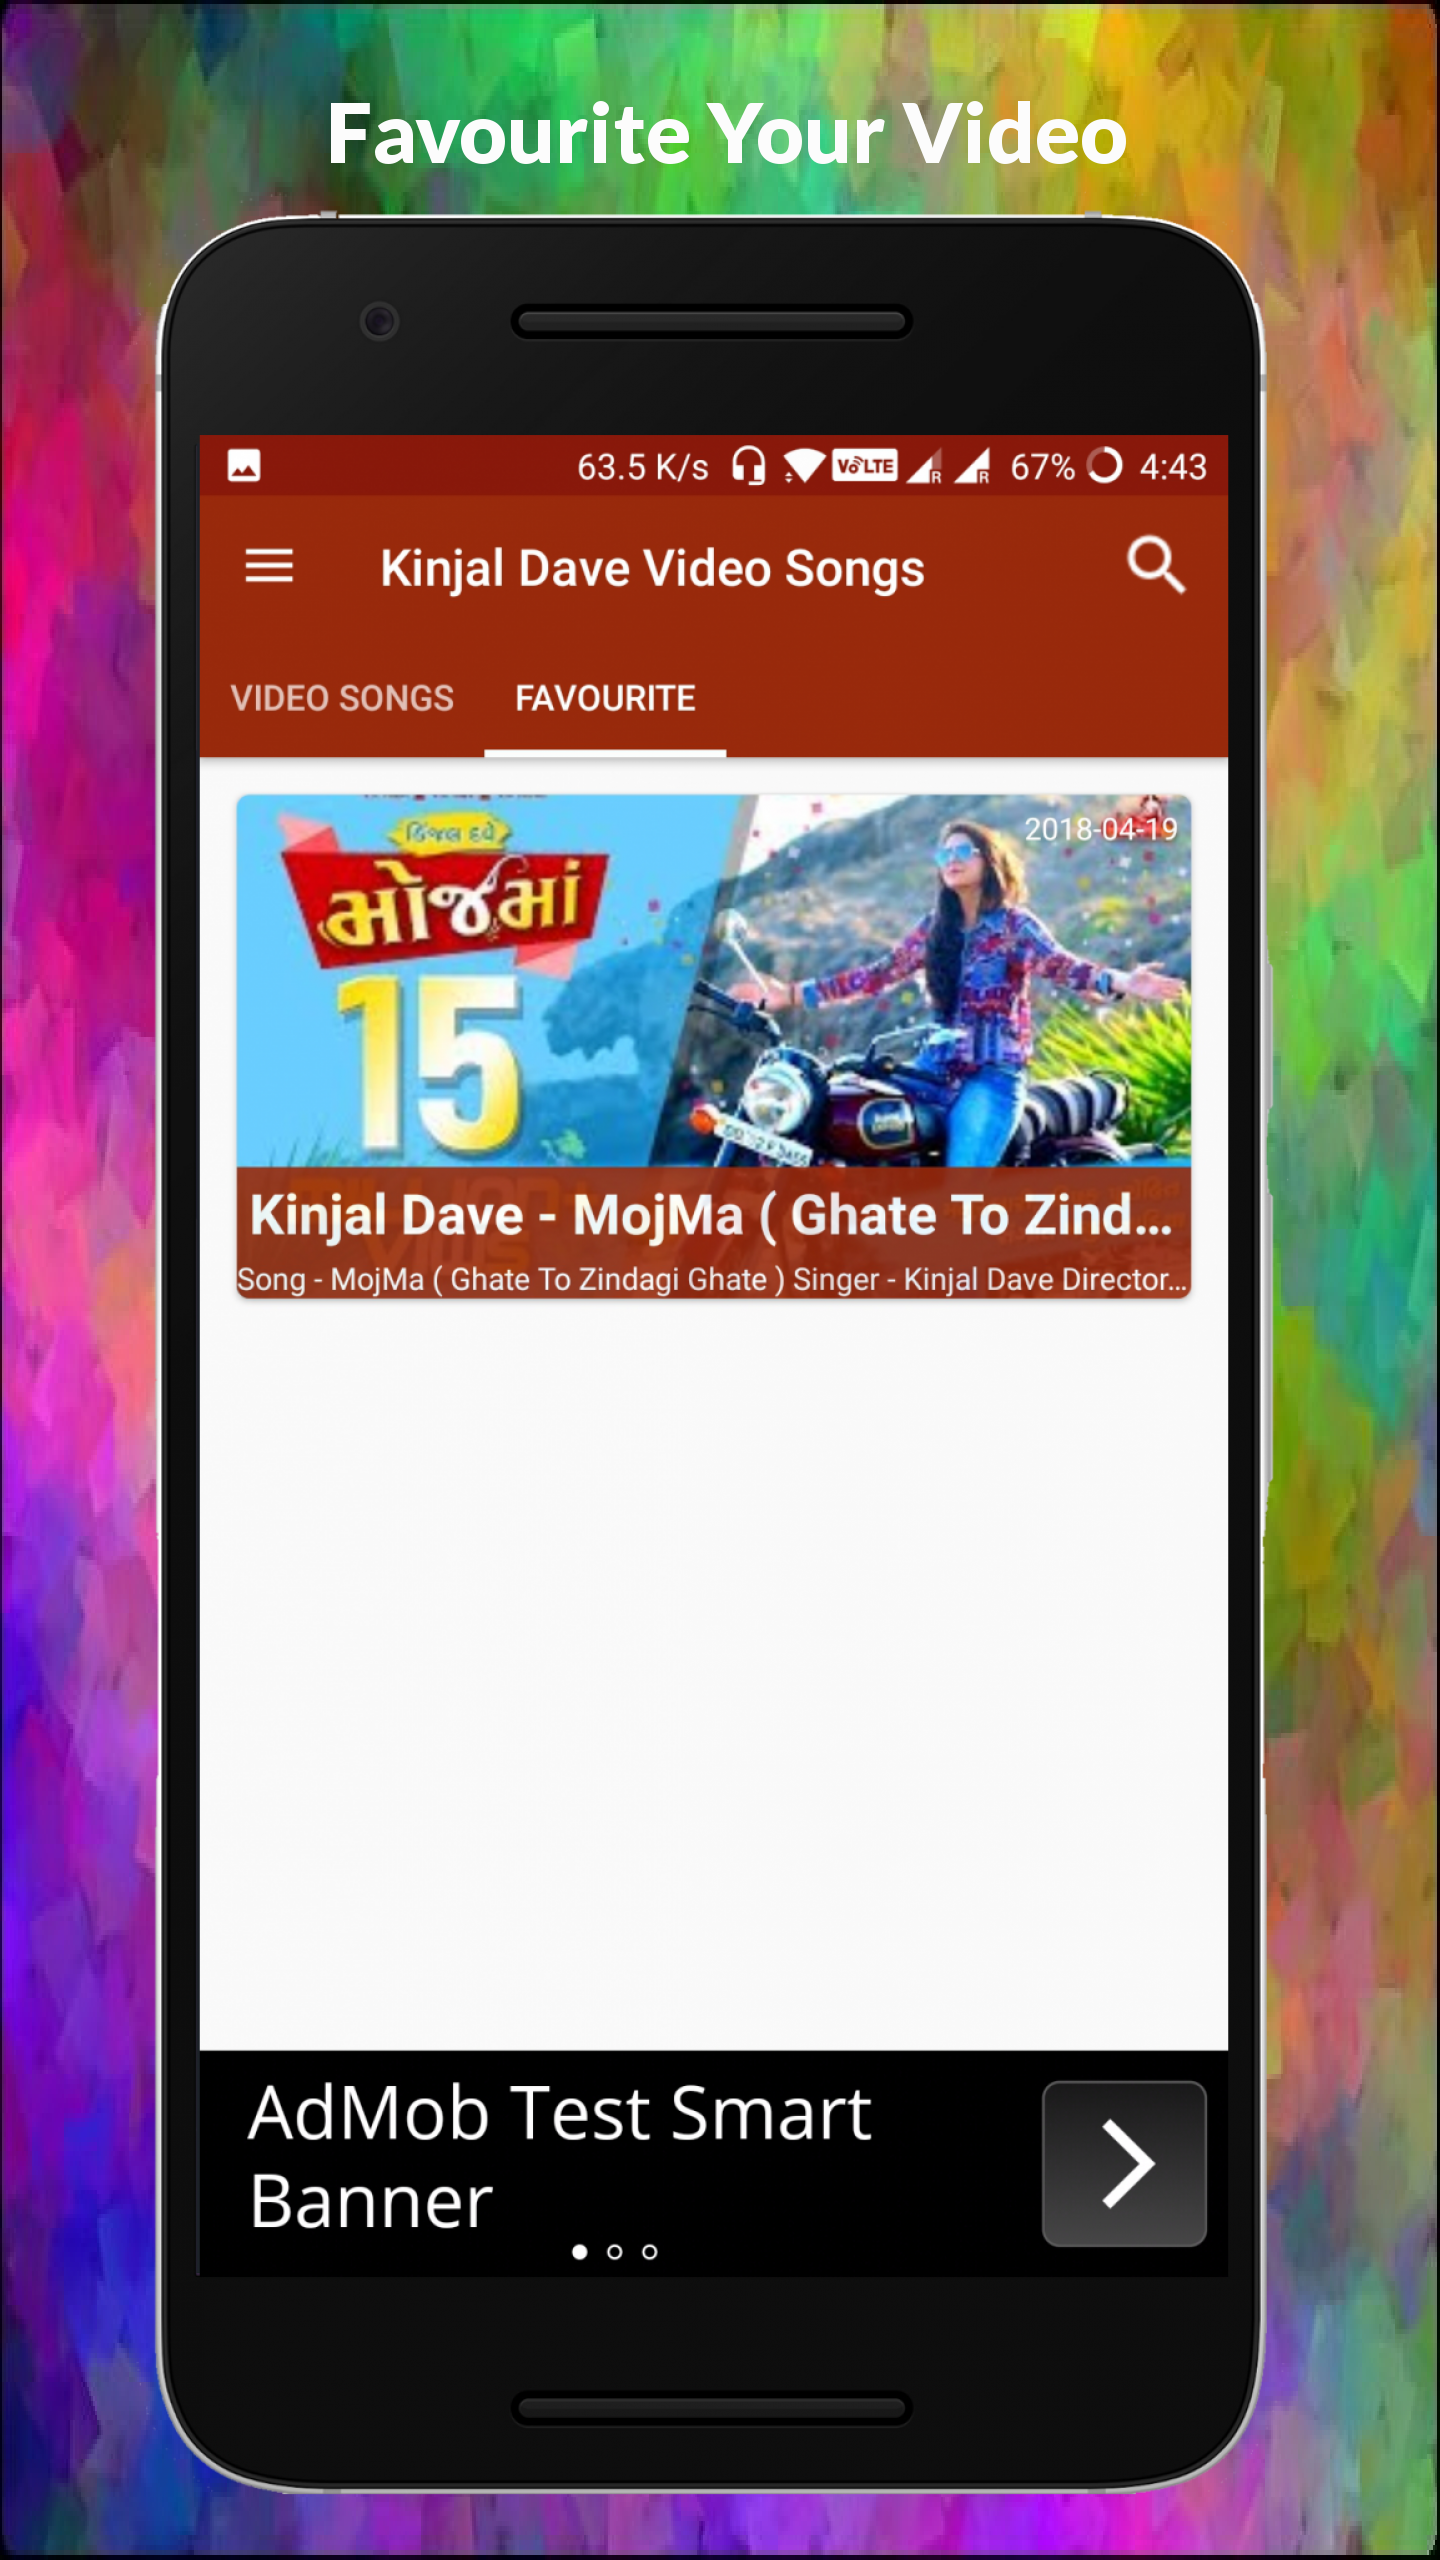 Favourite Your Video
63.5 K/s VoLTE R R 67% 4:43
Kinjal Dave Video Songs
VIDEO SONGS FAVOURITE
2018-04-19
કિંજલ દવે
મોજમાં
15
Kinjal Dave - MojMa ( Ghate To Zind...
Song - MojMa ( Ghate To Zindagi Ghate ) Singer - Kinjal Dave Director...
AdMob Test Smart
Banner